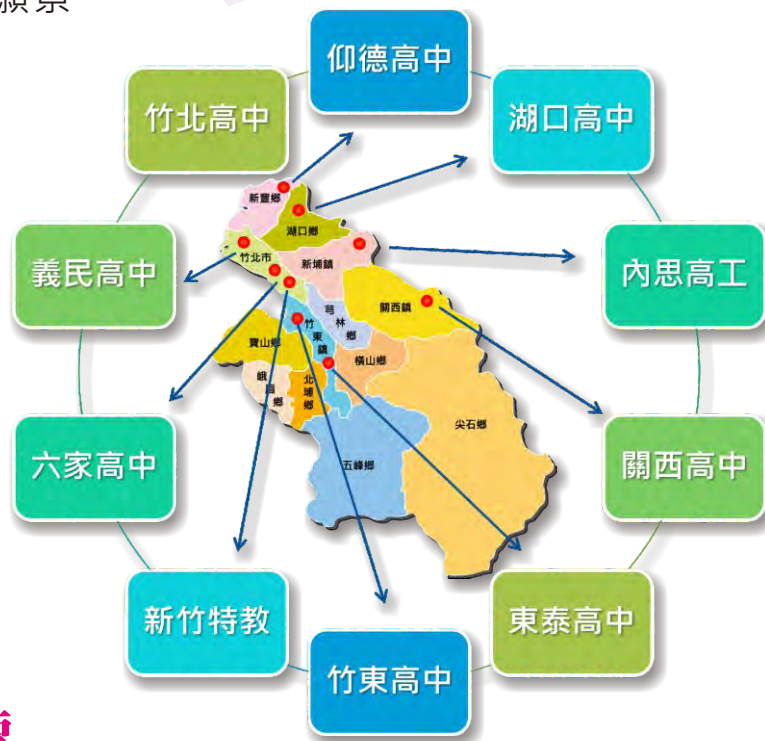 願景
仰德高中
竹北高中
湖口高中
義民高中
內思高工
六家高中
關西高中
新竹特教
東泰高中
竹東高中
新豐鄉
湖口鄉
竹北市
新埔鎮
關西鎮
芎林鄉
竹東鎮
寶山鄉
橫山鄉
北埔鄉
峨眉鄉
尖石鄉
五峰鄉